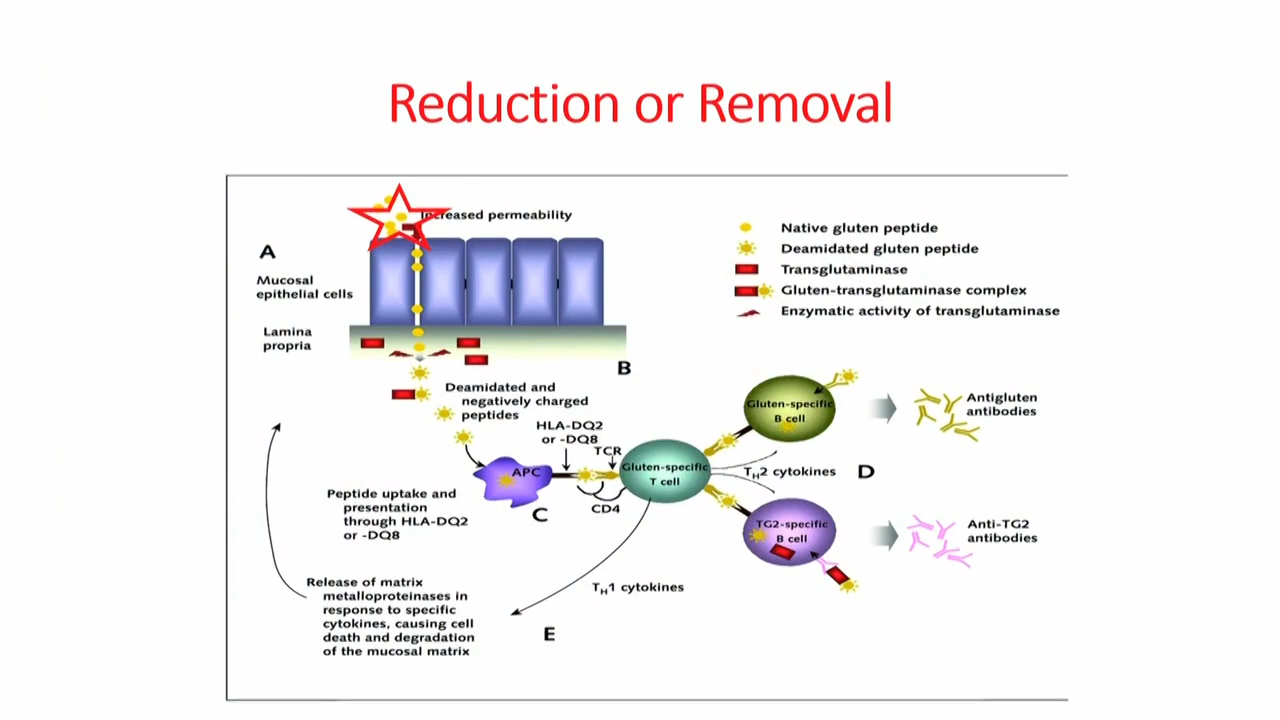 Reduction or Removal
Increased permeability
A
Mucosal
epithelial cells
Lamina
propria
B
Native gluten peptide
Deamidated gluten peptide
Transglutaminase
Gluten-transglutaminase complex
Enzymatic activity of transglutaminase
Deamidated and
negatively charged
peptides
HLA-DQ2
or -DQ8
TCR
APC
Gluten-specific
T cell
CD4
C
Peptide uptake and
presentation
through HLA-DQ2
or -DQ8
Gluten-specific
B cell
Antigluten
antibodies
TH2 cytokines
D
TG2-specific
B cell
Anti-TG2
antibodies
TH1 cytokines
Release of matrix
metalloproteinases in
response to specific
cytokines, causing cell
death and degradation
of the mucosal matrix
E